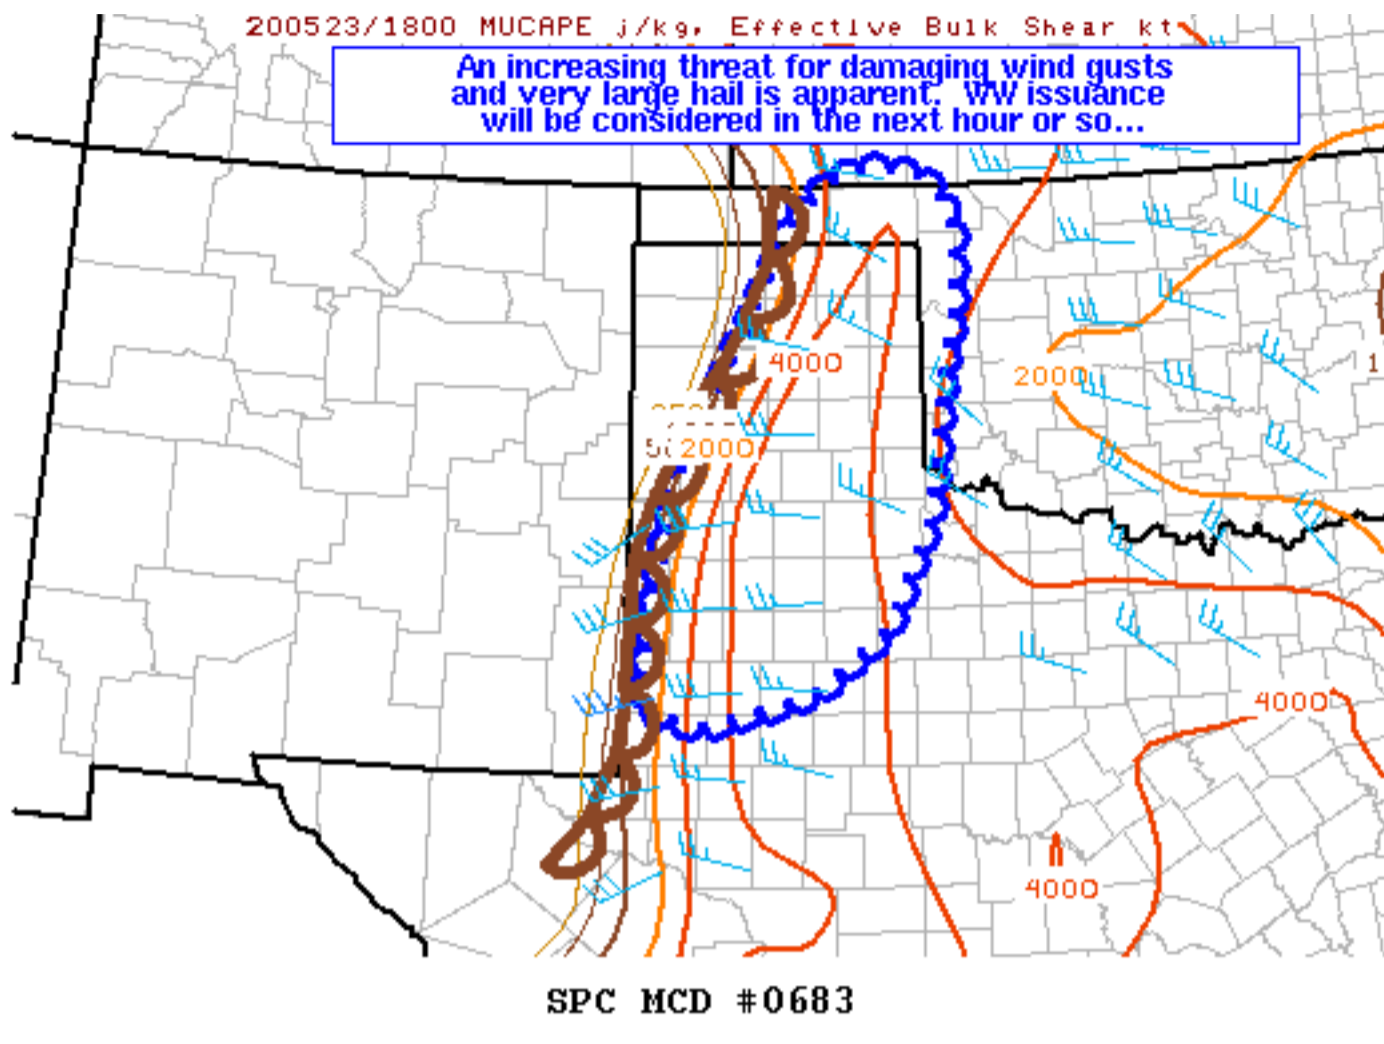 200523/1800 MUCAPE j/kg, Effective Bulk Shear kt
An increasing threat for damaging wind gusts
and very large hail is apparent.  WW issuance
will be considered in the next hour or so...
4000
2000
2000
4000
4000
SPC MCD #0683